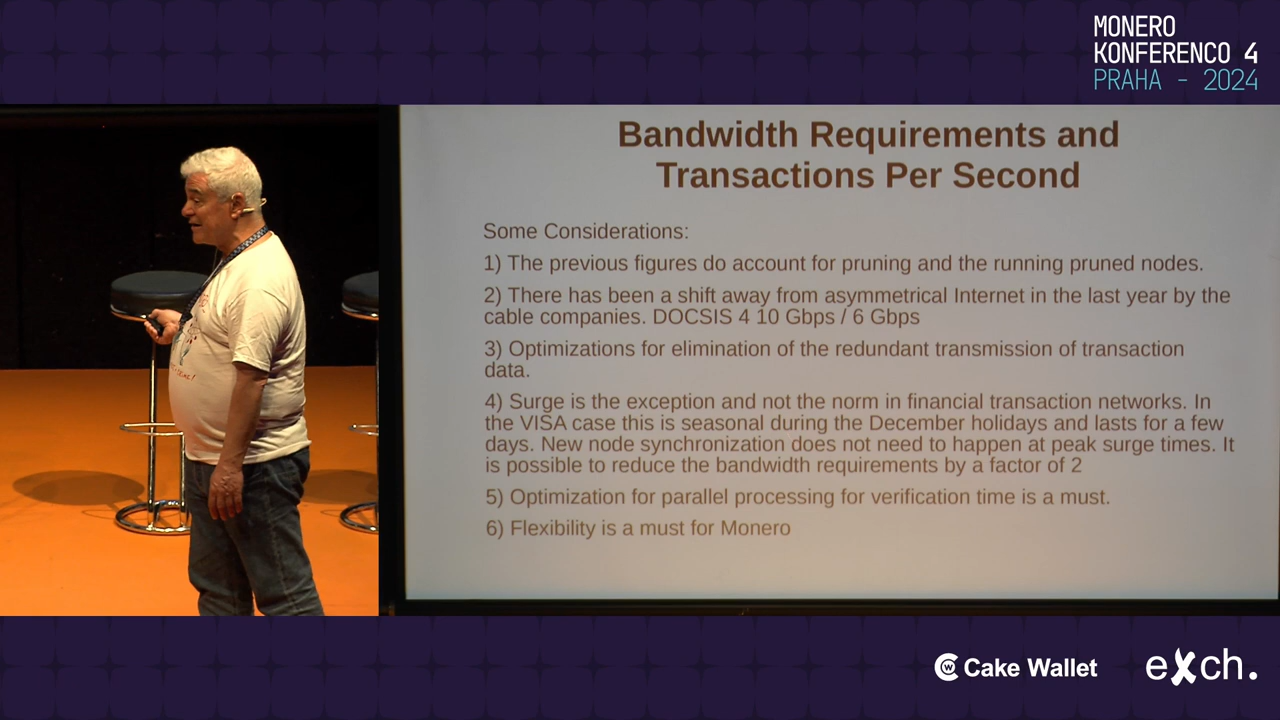 MONERO
KONFERENCO 4
PRAHA - 2024
Bandwidth Requirements and
Transactions Per Second
Some Considerations:
1) The previous figures do account for pruning and the running pruned nodes.
2) There has been a shift away from asymmetrical Internet in the last year by the
cable companies. DOCSIS 4 10 Gbps / 6 Gbps
3) Optimizations for elimination of the redundant transmission of transaction
data.
4) Surge is the exception and not the norm in financial transaction networks. In
the VISA case this is seasonal during the December holidays and lasts for a few
days. New node synchronization does not need to happen at peak surge times. It
is possible to reduce the bandwidth requirements by a factor of 2
5) Optimization for parallel processing for verification time is a must.
6) Flexibility is a must for Monero
Cake Wallet
eXch.